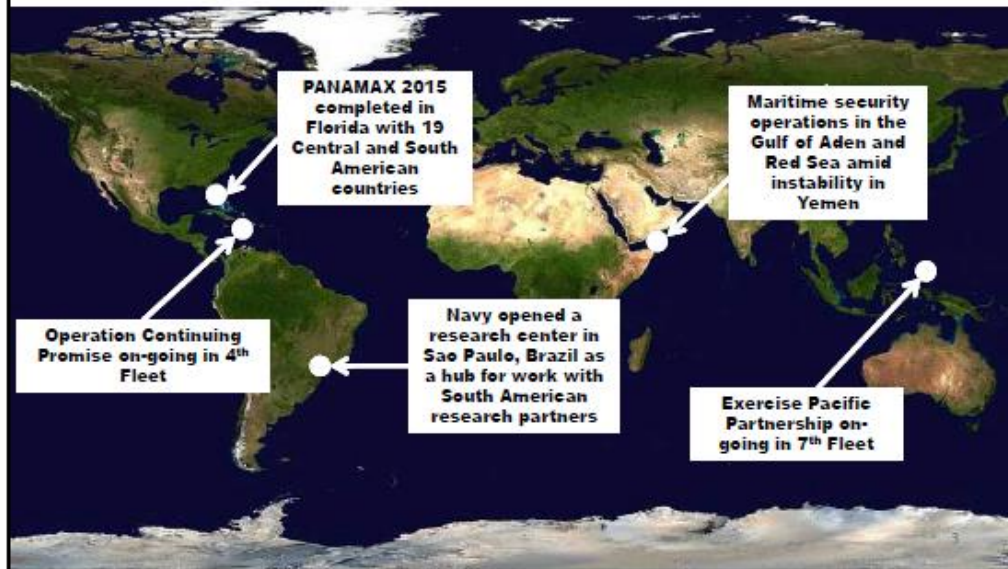 PANAMAX 2015
completed in
Florida with 19
Central and South
American
countries
Maritime security
operations in the
Gulf of Aden and
Red Sea amid
instability in
Yemen
Operation Continuing
Promise on-going in 4th
Fleet
Navy opened a
research center in
Sao Paulo, Brazil as
a hub for work with
South American
research partners
Exercise Pacific
Partnership on-
going in 7th Fleet
3